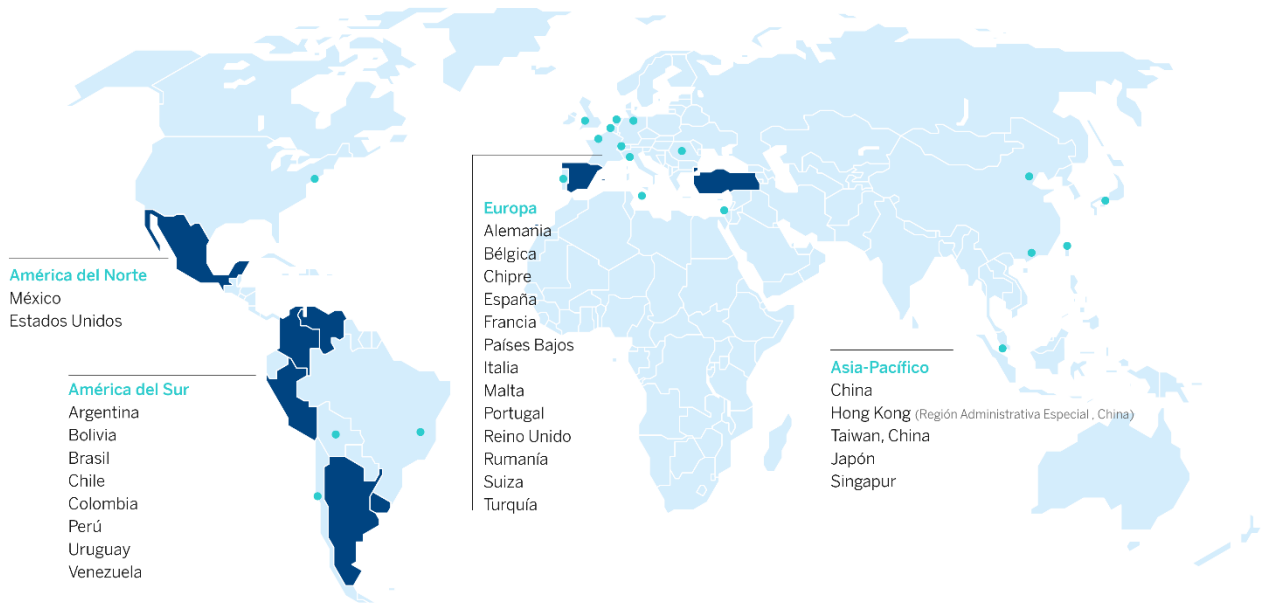 América del Norte
México
Estados Unidos
América del Sur
Argentina
Bolivia
Brasil
Chile
Colombia
Perú
Uruguay
Venezuela
Europa
Alemania
Bélgica
Chipre
España
Francia
Países Bajos
Italia
Malta
Portugal
Reino Unido
Rumanía
Suiza
Turquía
Asia-Pacífico
China
Hong Kong (Región Administrativa Especial , China)
Taiwan, China
Japón
Singapur